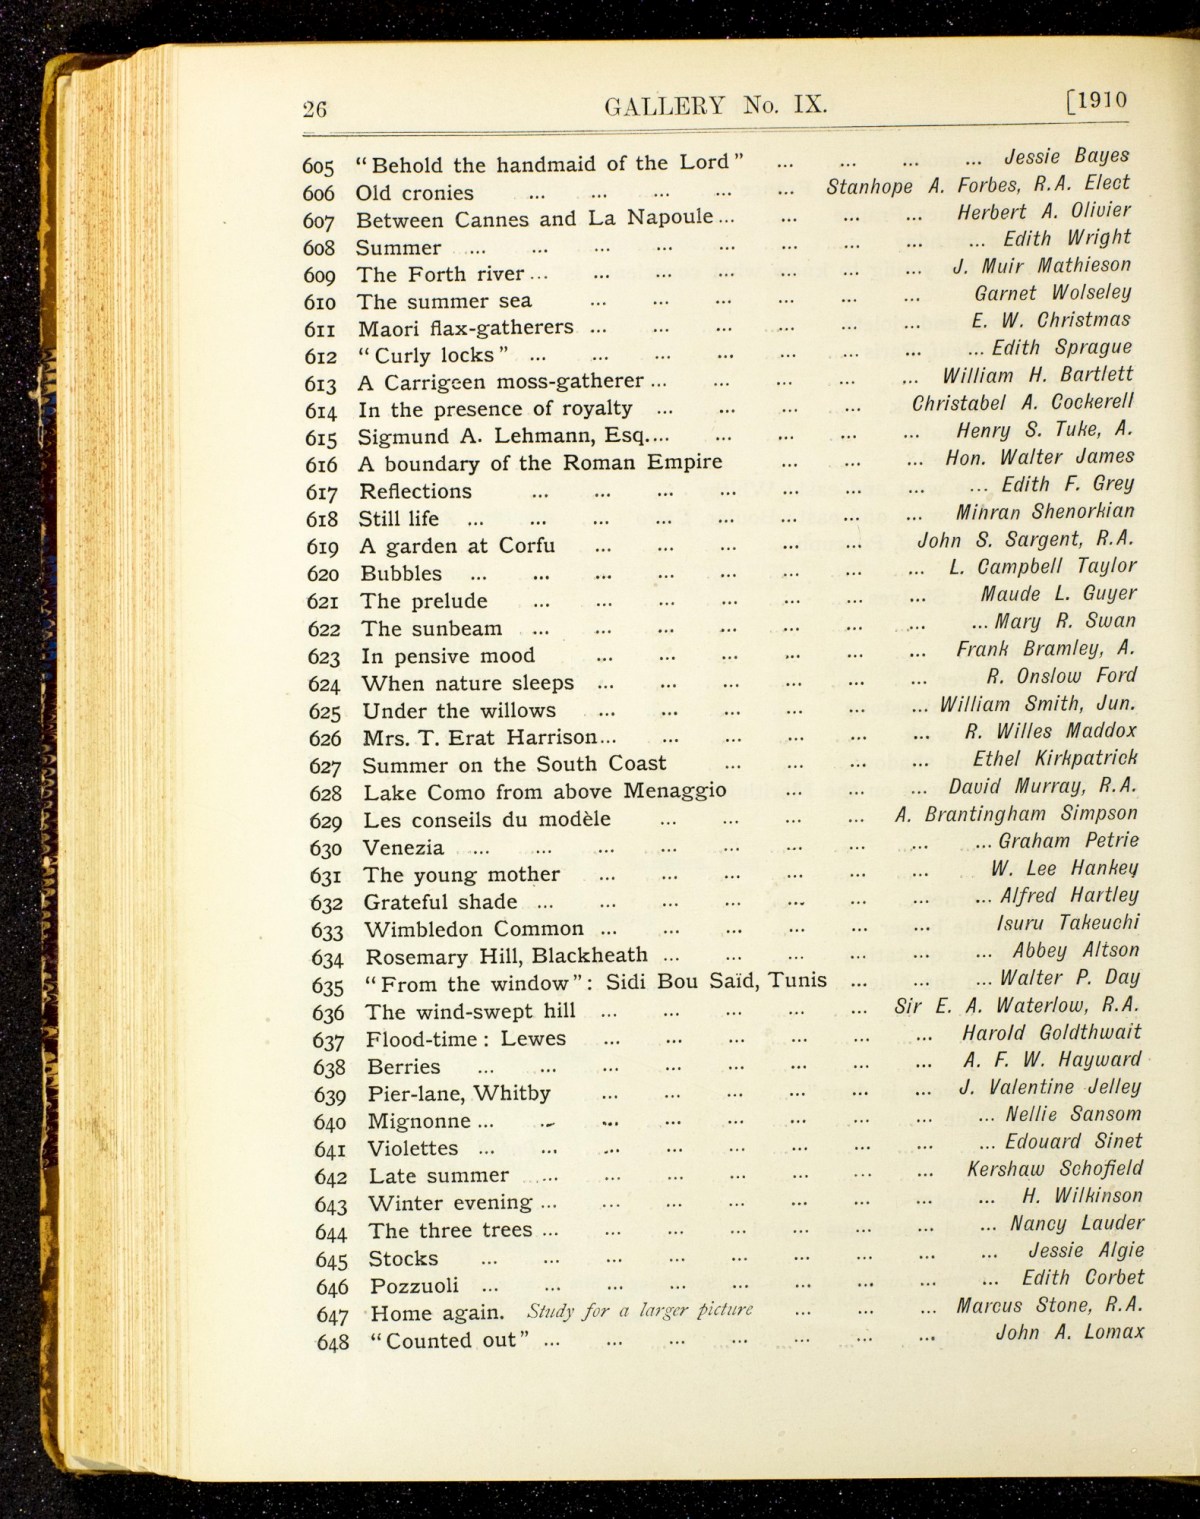 26 GALLERY No. IX. [1910
605 “Behold the handmaid of the Lord” ... ... ... ... Jessie Bayes
606 Old cronies ... ... ... ... ... Stanhope A. Forbes, R.A. Elect
607 Between Cannes and La Napoule ... ... ... ... Herbert A. Olivier
608 Summer ... ... ... ... ... ... ... ... ... Edith Wright
609 The Forth river ... ... ... ... ... ... ... J. Muir Mathieson
610 The summer sea ... ... ... ... ... ... Garnet Wolseley
611 Maori flax-gatherers ... ... ... ... ... ... E. W. Christmas
612 “Curly locks” ... ... ... ... ... ... ... ... Edith Sprague
613 A Carrigeen moss-gatherer ... ... ... ... ... William H. Bartlett
614 In the presence of royalty ... ... ... ... Christabel A. Cockerell
615 Sigmund A. Lehmann, Esq.... ... ... ... ... Henry S. Tuke, A.
616 A boundary of the Roman Empire ... ... ... Hon. Walter James
617 Reflections ... ... ... ... ... ... ... ... Edith F. Grey
618 Still life ... ... ... ... ... ... ... ... Mihran Shenorkian
619 A garden at Corfu ... ... ... ... ... John S. Sargent, R.A.
620 Bubbles ... ... ... ... ... ... ... ... L. Campbell Taylor
621 The prelude ... ... ... ... ... ... ... Maude L. Guyer
622 The sunbeam ... ... ... ... ... ... ... ... Mary R. Swan
623 In pensive mood ... ... ... ... ... ... Frank Bramley, A.
624 When nature sleeps ... ... ... ... ... ... R. Onslow Ford
625 Under the willows ... ... ... ... ... ... William Smith, Jun.
626 Mrs. T. Erat Harrison... ... ... ... ... ... R. Willes Maddox
627 Summer on the South Coast ... ... ... ... Ethel Kirkpatrick
628 Lake Como from above Menaggio ... ... ... David Murray, R.A.
629 Les conseils du modèle ... ... ... ... A. Brantingham Simpson
630 Venezia ... ... ... ... ... ... ... ... ... Graham Petrie
631 The young mother ... ... ... ... ... ... W. Lee Hankey
632 Grateful shade ... ... ... ... ... ... ... ... Alfred Hartley
633 Wimbledon Common ... ... ... ... ... ... Isuru Takeuchi
634 Rosemary Hill, Blackheath ... ... ... ... ... ... Abbey Altson
635 “From the window”: Sidi Bou Saïd, Tunis ... ... ... Walter P. Day
636 The wind-swept hill ... ... ... ... ... Sir E. A. Waterlow, R.A.
637 Flood-time: Lewes ... ... ... ... ... ... Harold Goldthwait
638 Berries ... ... ... ... ... ... ... ... A. F. W. Hayward
639 Pier-lane, Whitby ... ... ... ... ... ... J. Valentine Jelley
640 Mignonne ... ... ... ... ... ... ... ... ... Nellie Sansom
641 Violettes ... ... ... ... ... ... ... ... ... Edouard Sinet
642 Late summer ... ... ... ... ... ... ... Kershaw Schofield
643 Winter evening ... ... ... ... ... ... ... ... H. Wilkinson
644 The three trees ... ... ... ... ... ... ... ... Nancy Lauder
645 Stocks ... ... ... ... ... ... ... ... ... Jessie Algie
646 Pozzuoli ... ... ... ... ... ... ... ... ... Edith Corbet
647 Home again. Study for a larger picture ... ... ... Marcus Stone, R.A.
648 “Counted out” ... ... ... ... ... ... ... John A. Lomax